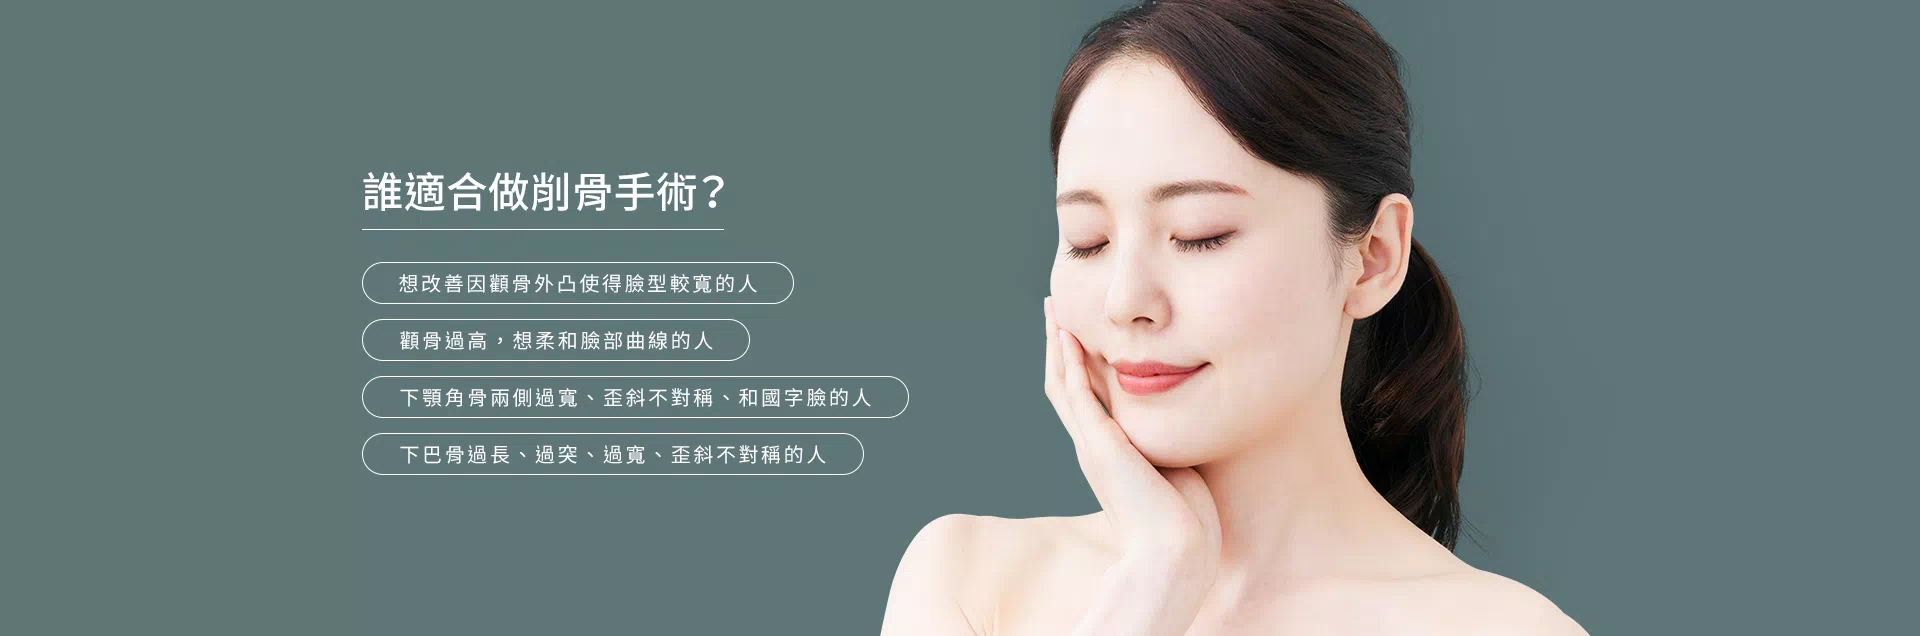 誰適合做削骨手術？
想改善因顴骨外凸使得臉型較寬的人
顴骨過高，想柔和臉部曲線的人
下顎角骨兩側過寬、歪斜不對稱、和國字臉的人
下巴骨過長、過突、過寬、歪斜不對稱的人